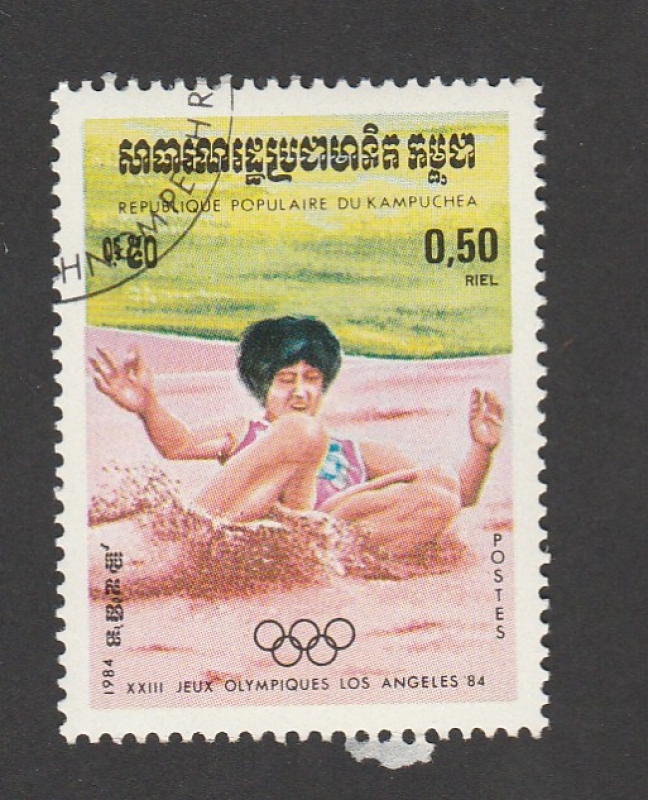 សាធារណរដ្ឋប្រជាមានិត កម្ពុជា
REPUBLIQUE POPULAIRE DU KAMPUCHEA
0,50
RIEL
POSTES
1984
XXIII JEUX OLYMPIQUES LOS ANGELES '84